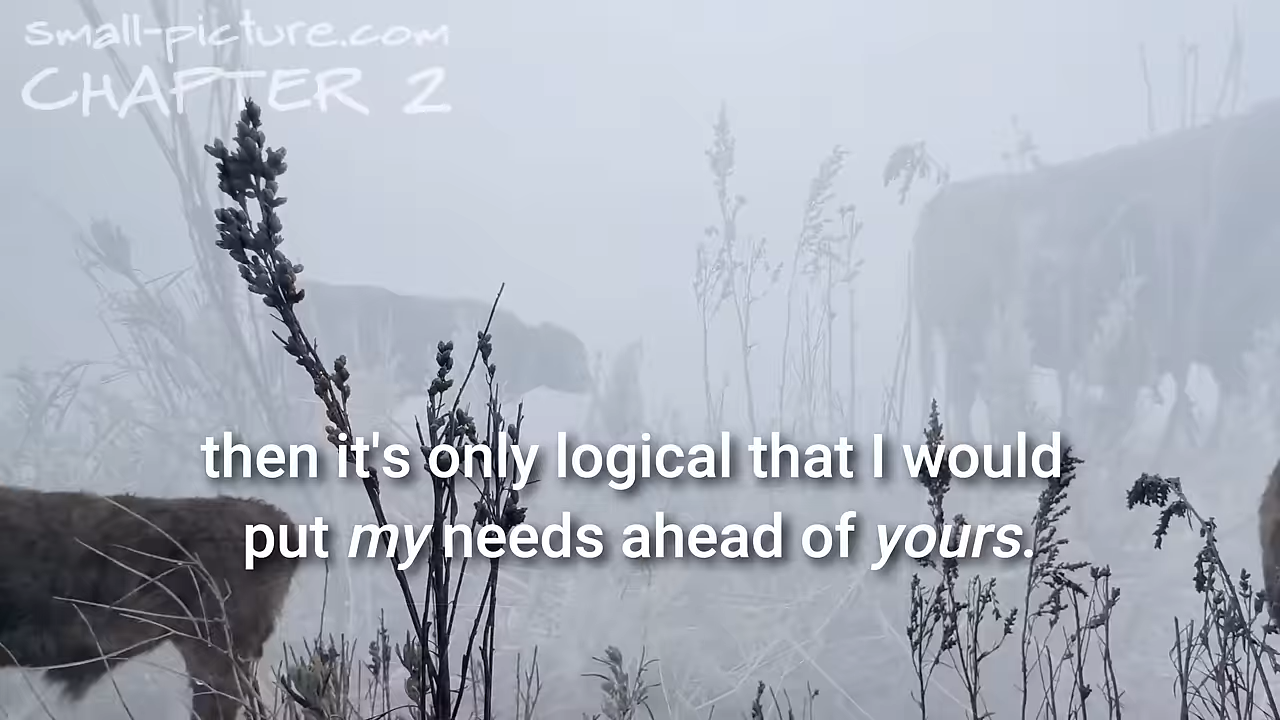 small-picture.com
CHAPTER 2
then it's only logical that I would
put my needs ahead of yours.